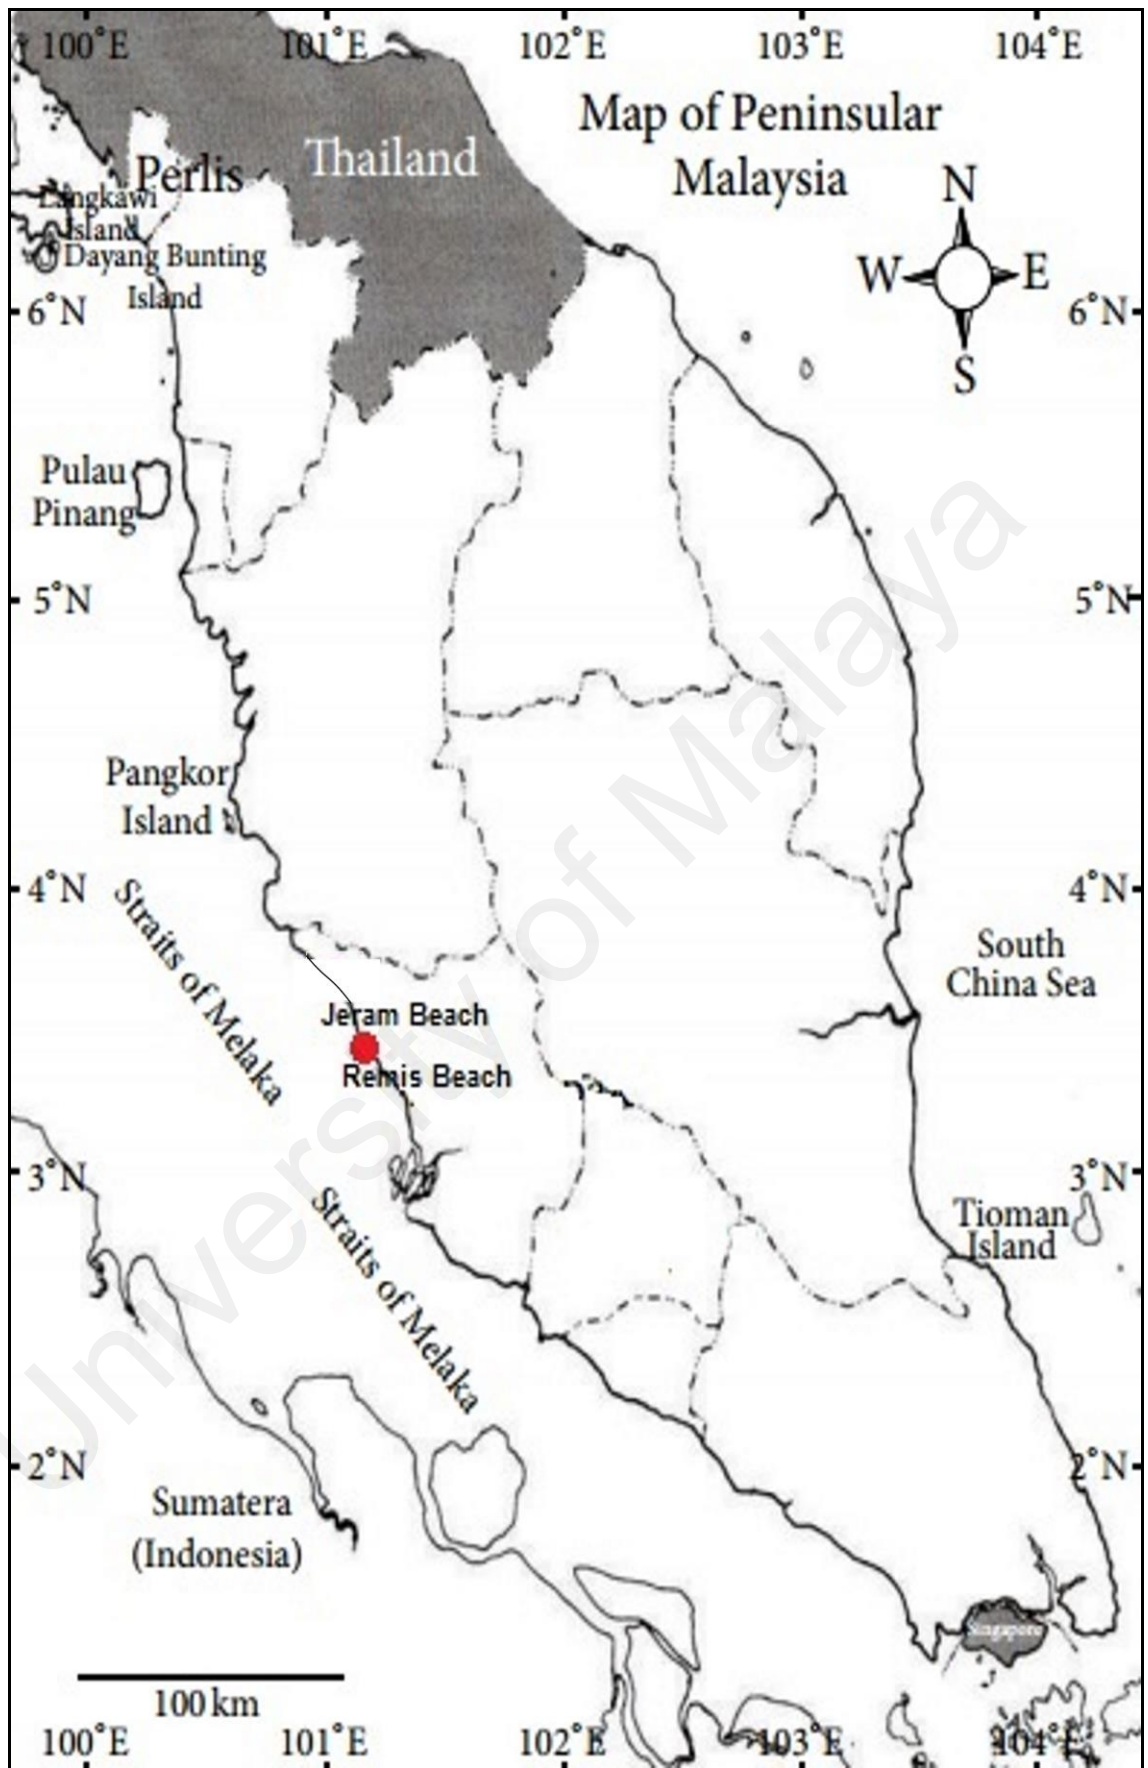 100°E 101°E 102°E 103°E 104°E
Map of Peninsular
Malaysia
Thailand
Perlis
Langkawi
Island
Dayang Bunting
Island
N
W E
S
6°N 6°N
Pulau
Pinang
5°N 5°N
Pangkor
Island
4°N 4°N
Straits of Melaka
South
China Sea
Jeram Beach
Remis Beach
3°N 3°N
Straits of Melaka
Tioman
Island
2°N 2°N
Sumatera
(Indonesia)
Singapore
100 km
100°E 101°E 102°E 103°E 104°E
University of Malaya